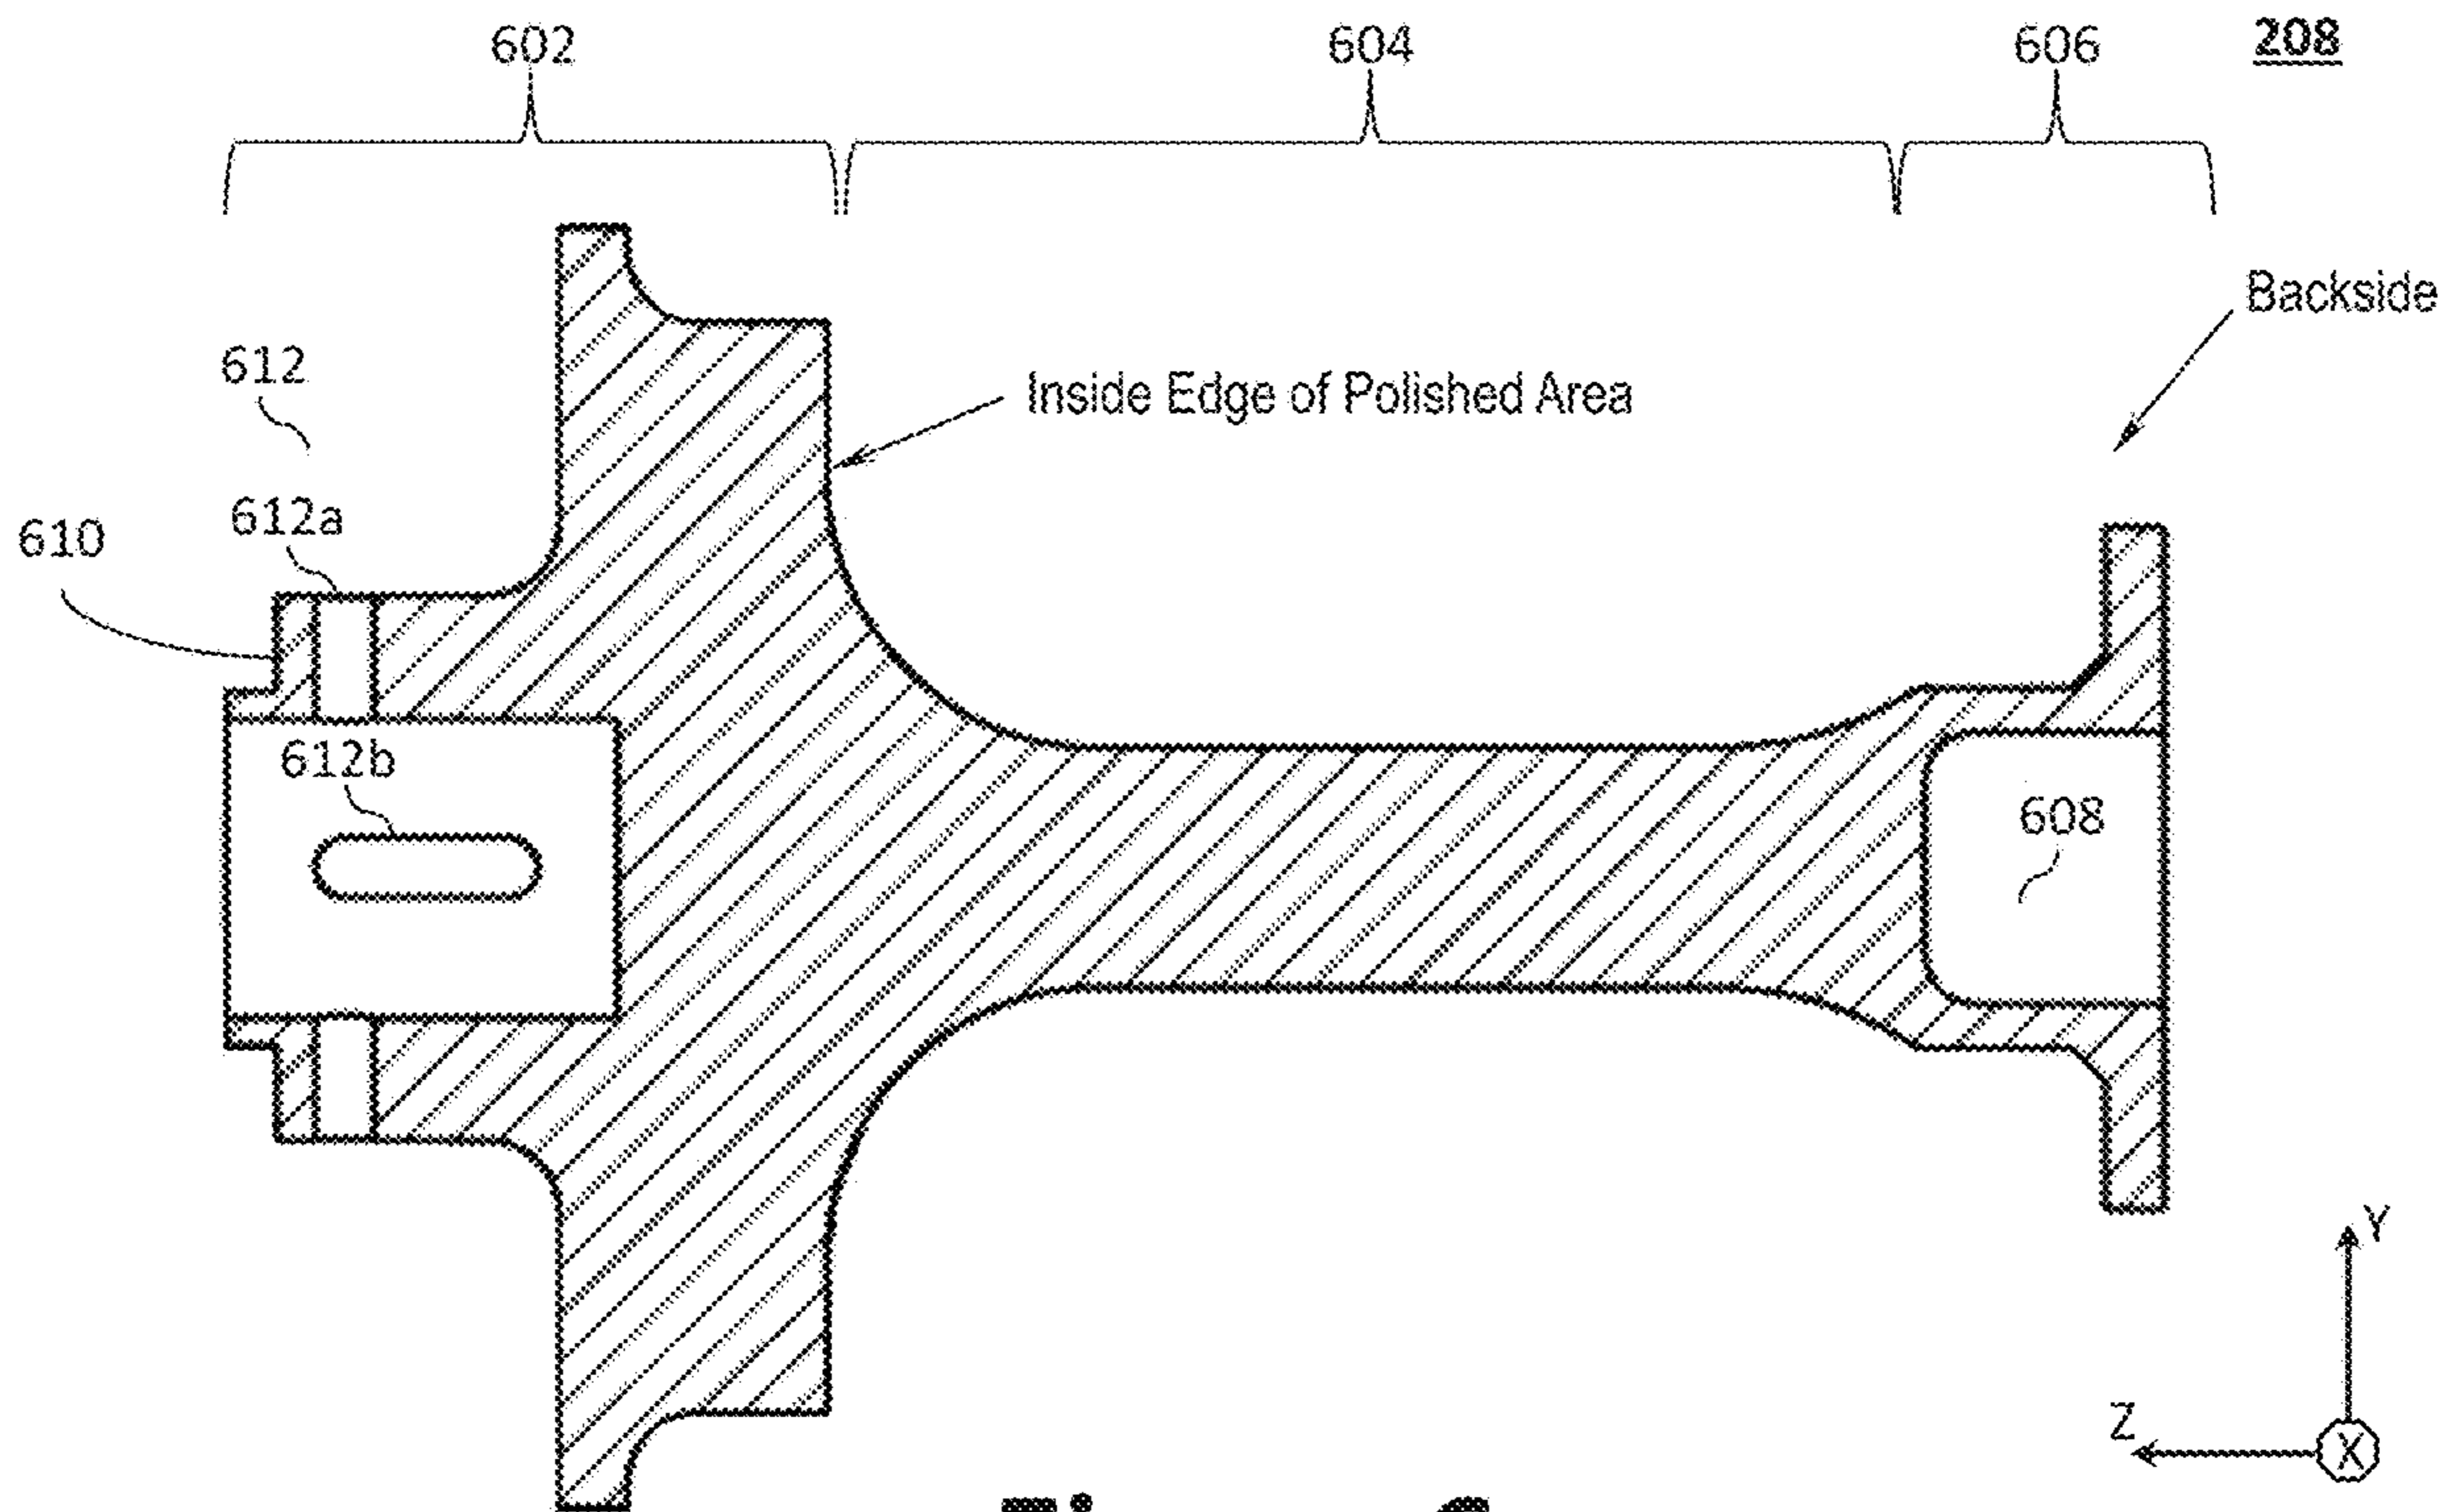 602 604 606 208
Backside
612
Inside Edge of Polished Area
612a
610
612b
608
Y
Z
X